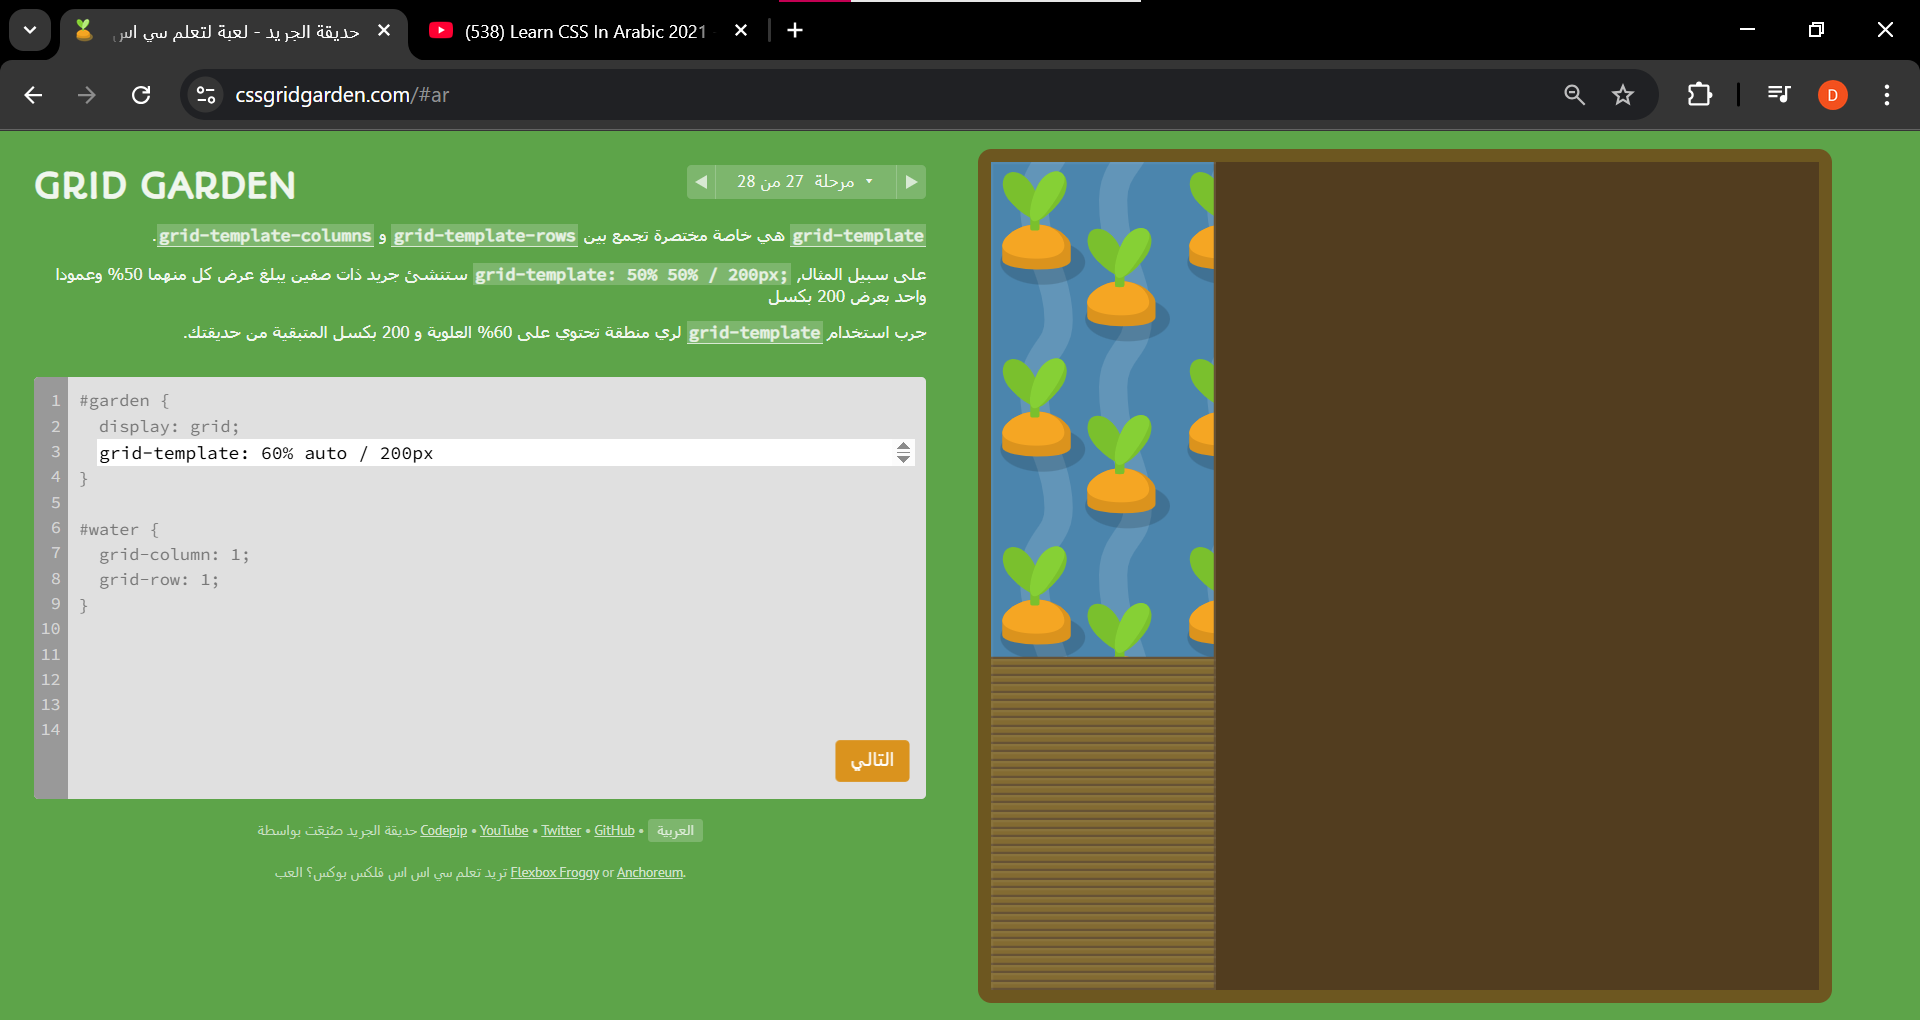 حديقة الجريد - لعبة لتعلم سي اس
(538) Learn CSS In Arabic 2021
cssgridgarden.com/#ar
D
GRID GARDEN
مرحلة 27 من 28
grid-template هي خاصة مختصرة تجمع بين grid-template-rows و grid-template-columns.
على سبيل المثال, grid-template: 50% 50% / 200px; ستنشئ جريد ذات صفين يبلغ عرض كل منهما 50% وعمودا
واحد بعرض 200 بكسل
جرب استخدام grid-template لري منطقة تحتوي على 60% العلوية و 200 بكسل المتبقية من حديقتك.
1 #garden {
2 display: grid;
3 grid-template: 60% auto / 200px
4 }
5
6 #water {
7 grid-column: 1;
8 grid-row: 1;
9 }
10
11
12
13
14
التالي
حديقة الجريد صُنِعَت بواسطة Codepip • YouTube • Twitter • GitHub • العربية
تريد تعلم سي اس اس فلكس بوكس؟ العب Flexbox Froggy or Anchoreum.